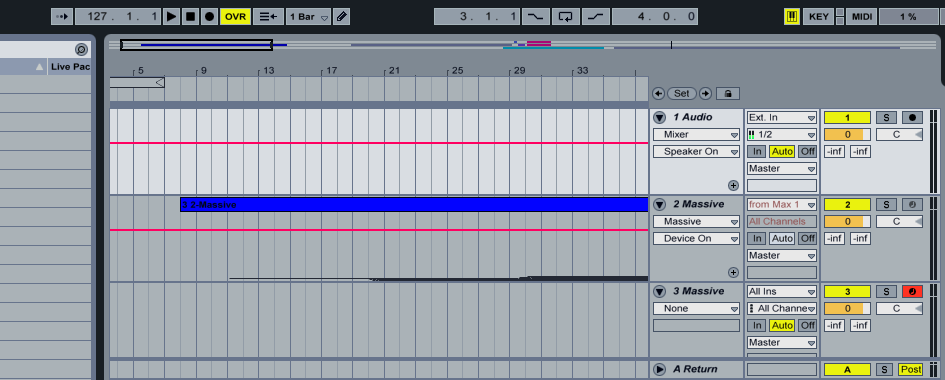 127 . 1 . 1 OVR 1 Bar 3 . 1 . 1 4 . 0 . 0 KEY MIDI 1 %
Live Pac
5 9 13 17 21 25 29 33
Set
1 Audio Ext. In 1 S
Mixer 1/2 0 C
Speaker On In Auto Off -inf -inf
Master
3 2-Massive 2 Massive from Max 1 2 S
Massive All Channels 0 C
Device On In Auto Off -inf -inf
Master
3 Massive All Ins 3 S
None All Channe 0 C
In Auto Off -inf -inf
Master
A Return A S Post